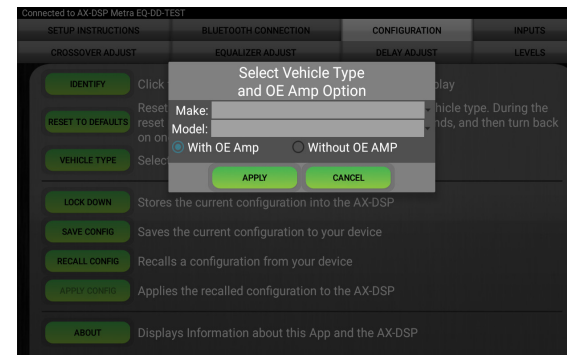 Connected to AX-DSP Metra EQ-DD-TEST
SETUP INSTRUCTIONS BLUETOOTH CONNECTION CONFIGURATION INPUTS
CROSSOVER ADJUST EQUALIZER ADJUST DELAY ADJUST LEVELS
Select Vehicle Type
and OE Amp Option
IDENTIFY Click play
Make:
RESET TO DEFAULTS Reset hicle type. During the
reset nds, and then turn back
on on
Model:
With OE Amp Without OE AMP
VEHICLE TYPE Select
APPLY CANCEL
LOCK DOWN Stores the current configuration into the AX-DSP
SAVE CONFIG Saves the current configuration to your device
RECALL CONFIG Recalls a configuration from your device
APPLY CONFIG Applies the recalled configuration to the AX-DSP
ABOUT Displays Information about this App and the AX-DSP